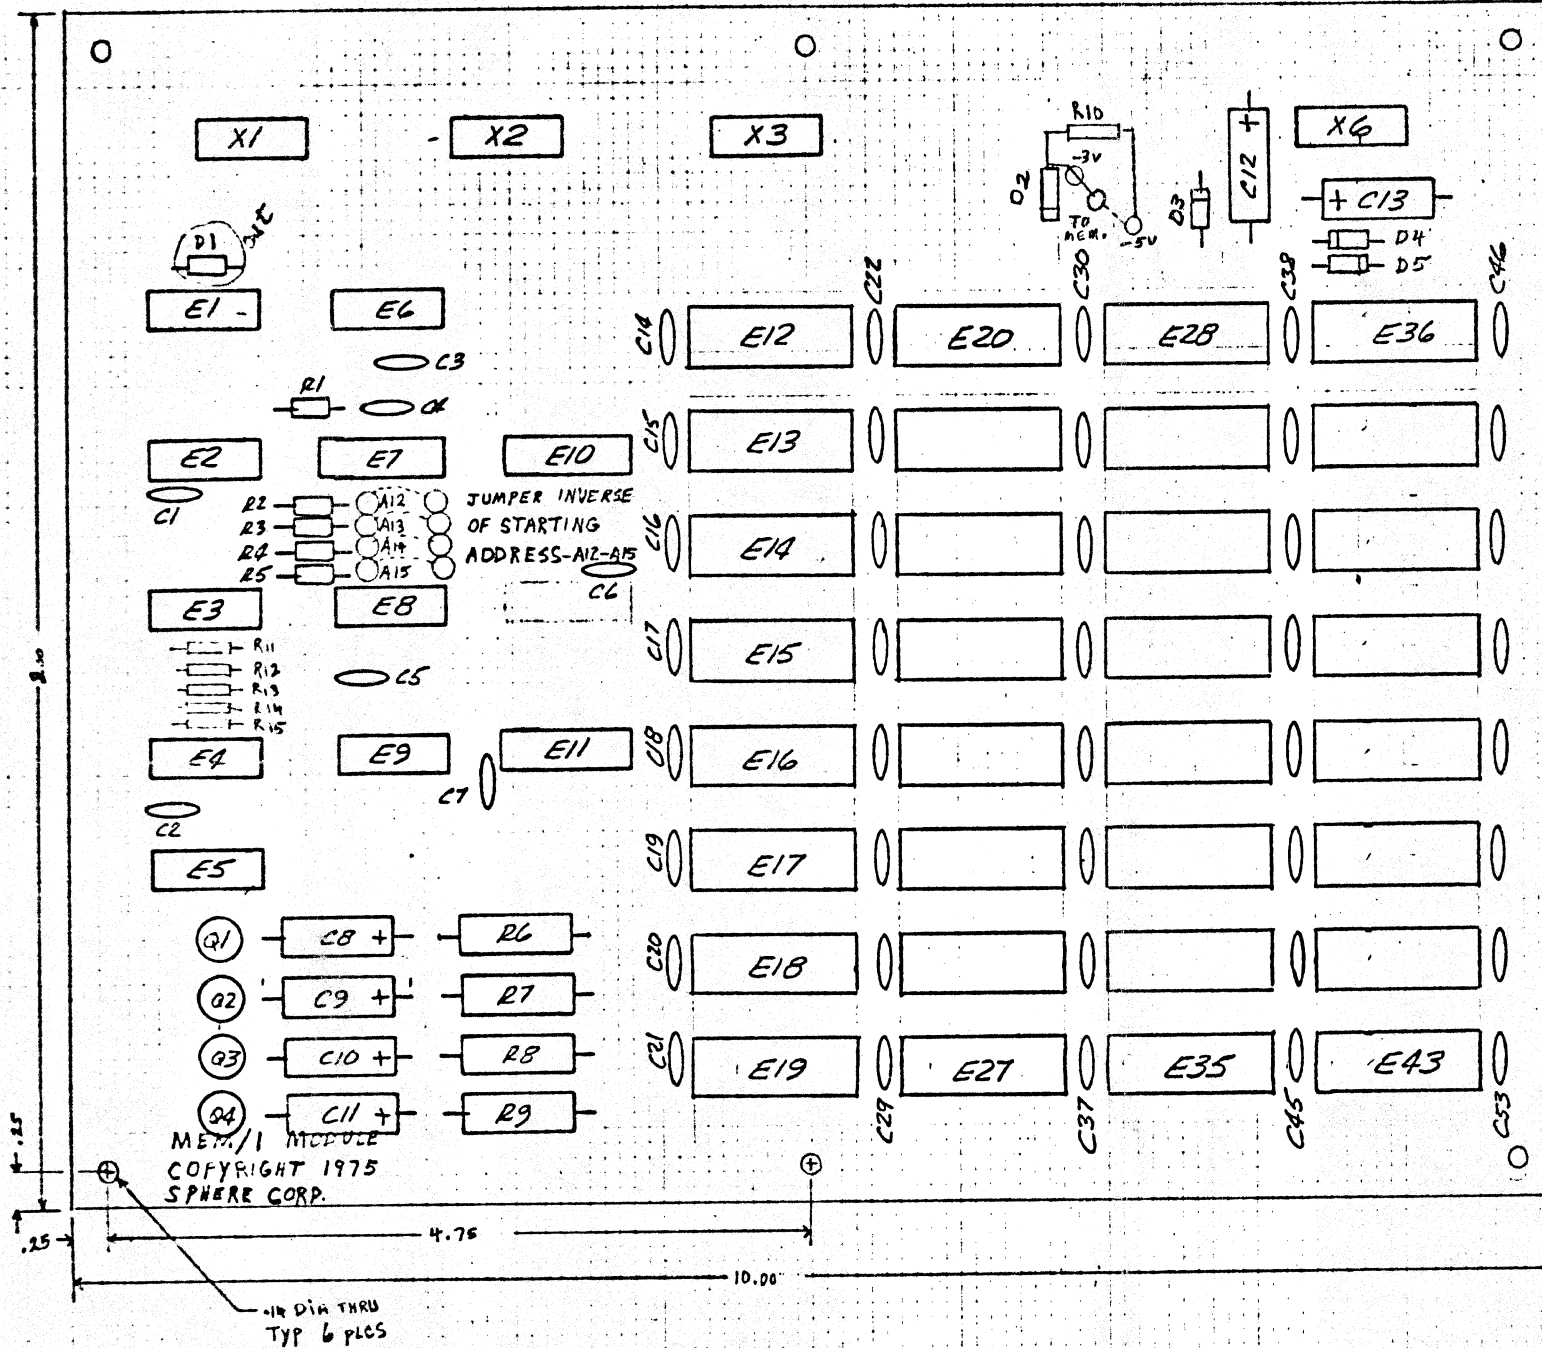 X1
X2
X3
R10
-3V
D2
TO
MEM.
-5V
D3
C12 +
X6
+ C13
D4
D5
D1
E1
E6
C3
R1
C4
E2
E7
E10
C1
R2
R3
R4
R5
A12
A13
A14
A15
JUMPER INVERSE
OF STARTING
ADDRESS-A12-A15
C6
E3
E8
R11
R12
R13
R14
R15
C5
E4
E9
E11
C7
C2
E5
C14
E12
C22
E20
C30
E28
C38
E36
C46
C15
E13
C16
E14
C17
E15
C18
E16
C19
E17
C20
E18
C21
E19
C29
E27
C37
E35
C45
E43
C53
Q1
C8 +
R6
Q2
C9 +
R7
Q3
C10 +
R8
Q4
C11 +
R9
MEM/1 MODULE
COPYRIGHT 1975
SPHERE CORP.
.25
.25
4.75
10.00
DIA THRU
TYP 6 PLCS